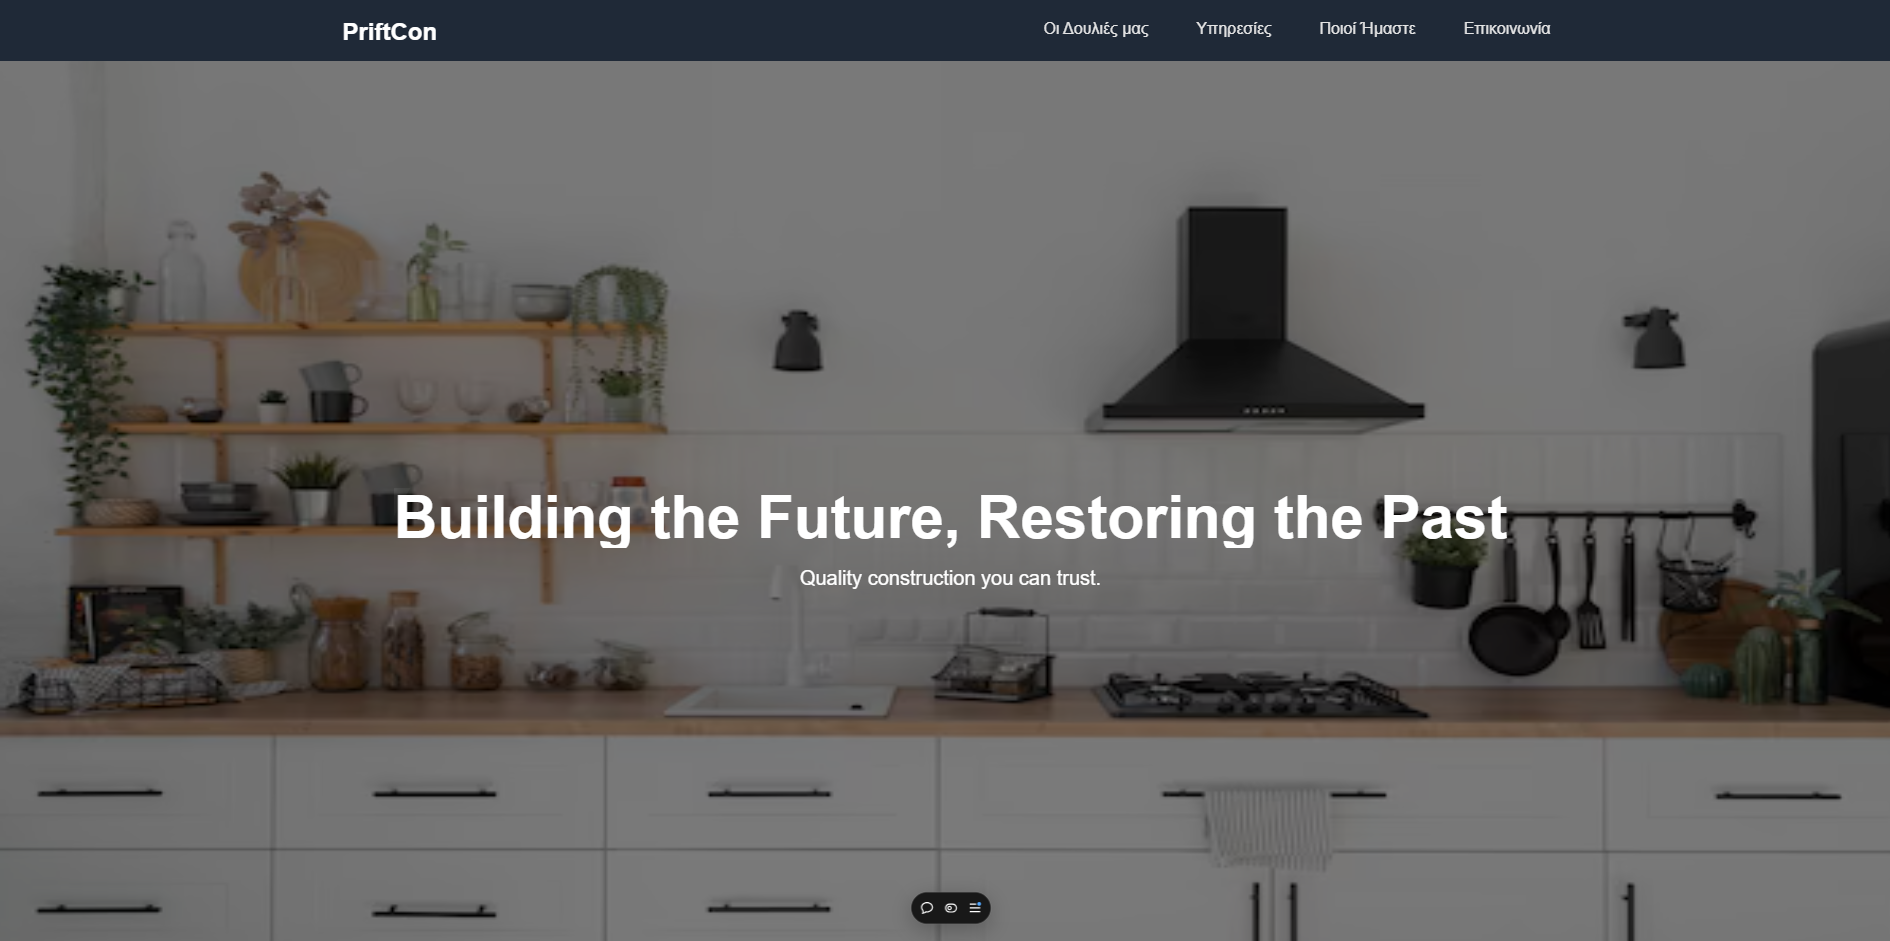 PriftCon
Οι Δουλιές μας
Υπηρεσίες
Ποιοί Ήμαστε
Επικοινωνία
Building the Future, Restoring the Past
Quality construction you can trust.